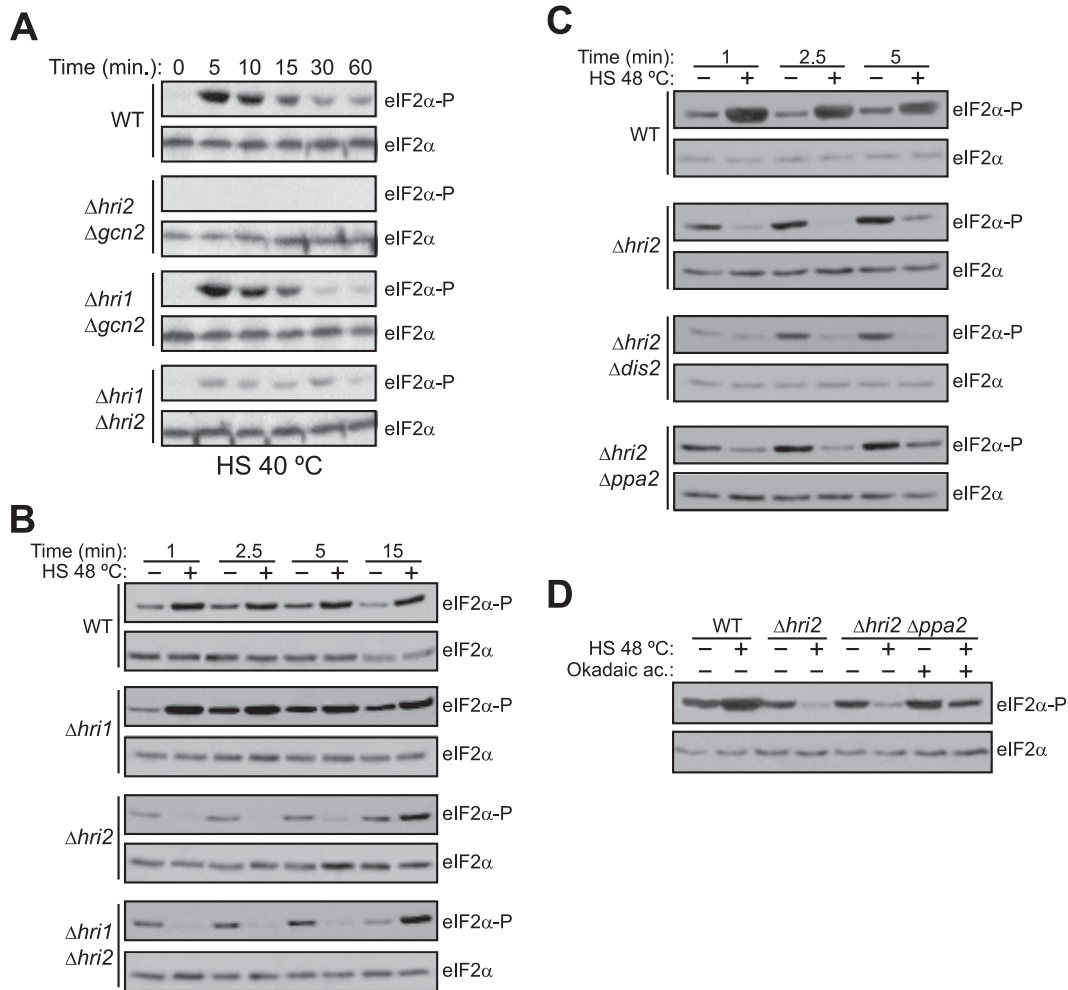 A
Time (min.): 0 5 10 15 30 60
WT
eIF2α-P
eIF2α
Δhri2
Δgcn2
eIF2α-P
eIF2α
Δhri1
Δgcn2
eIF2α-P
eIF2α
Δhri1
Δhri2
eIF2α-P
eIF2α
HS 40 ºC
B
Time (min): 1 2.5 5 15
HS 48 ºC: – + – + – + – +
WT
eIF2α-P
eIF2α
Δhri1
eIF2α-P
eIF2α
Δhri2
eIF2α-P
eIF2α
Δhri1
Δhri2
eIF2α-P
eIF2α
C
Time (min): 1 2.5 5
HS 48 ºC: – + – + – +
WT
eIF2α-P
eIF2α
Δhri2
eIF2α-P
eIF2α
Δhri2
Δdis2
eIF2α-P
eIF2α
Δhri2
Δppa2
eIF2α-P
eIF2α
D
WT Δhri2 Δhri2 Δppa2
HS 48 ºC: – + – + – + – +
Okadaic ac.: – – – – – – + +
eIF2α-P
eIF2α